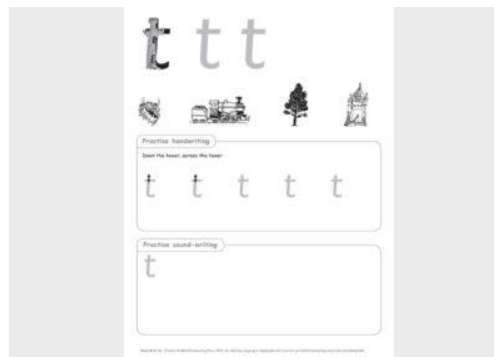 t t t
Practise handwriting
Down the tower, across the tower
t t t t t
Practise sound-writing
t